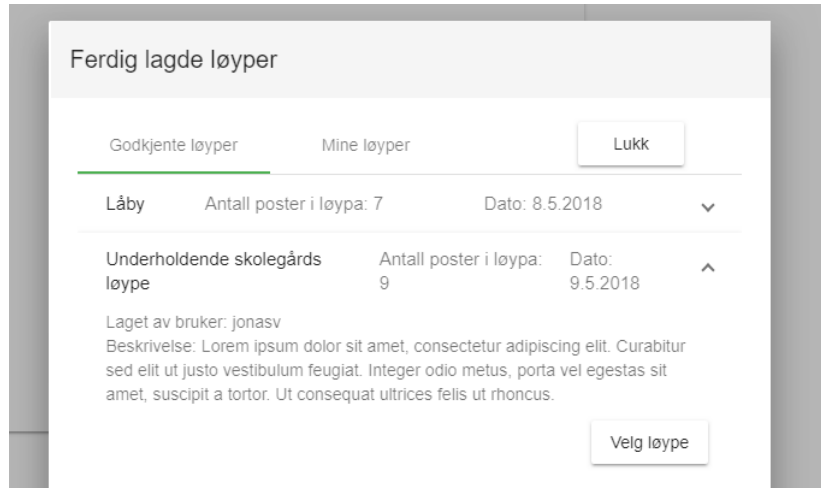 Ferdig lagde løyper
Godkjente løyper Mine løyper Lukk
Låby Antall poster i løypa: 7 Dato: 8.5.2018
Underholdende skolegårds Antall poster i løypa: Dato:
løype 9 9.5.2018
Laget av bruker: jonasv
Beskrivelse: Lorem ipsum dolor sit amet, consectetur adipiscing elit. Curabitur
sed elit ut justo vestibulum feugiat. Integer odio metus, porta vel egestas sit
amet, suscipit a tortor. Ut consequat ultrices felis ut rhoncus.
Velg løype